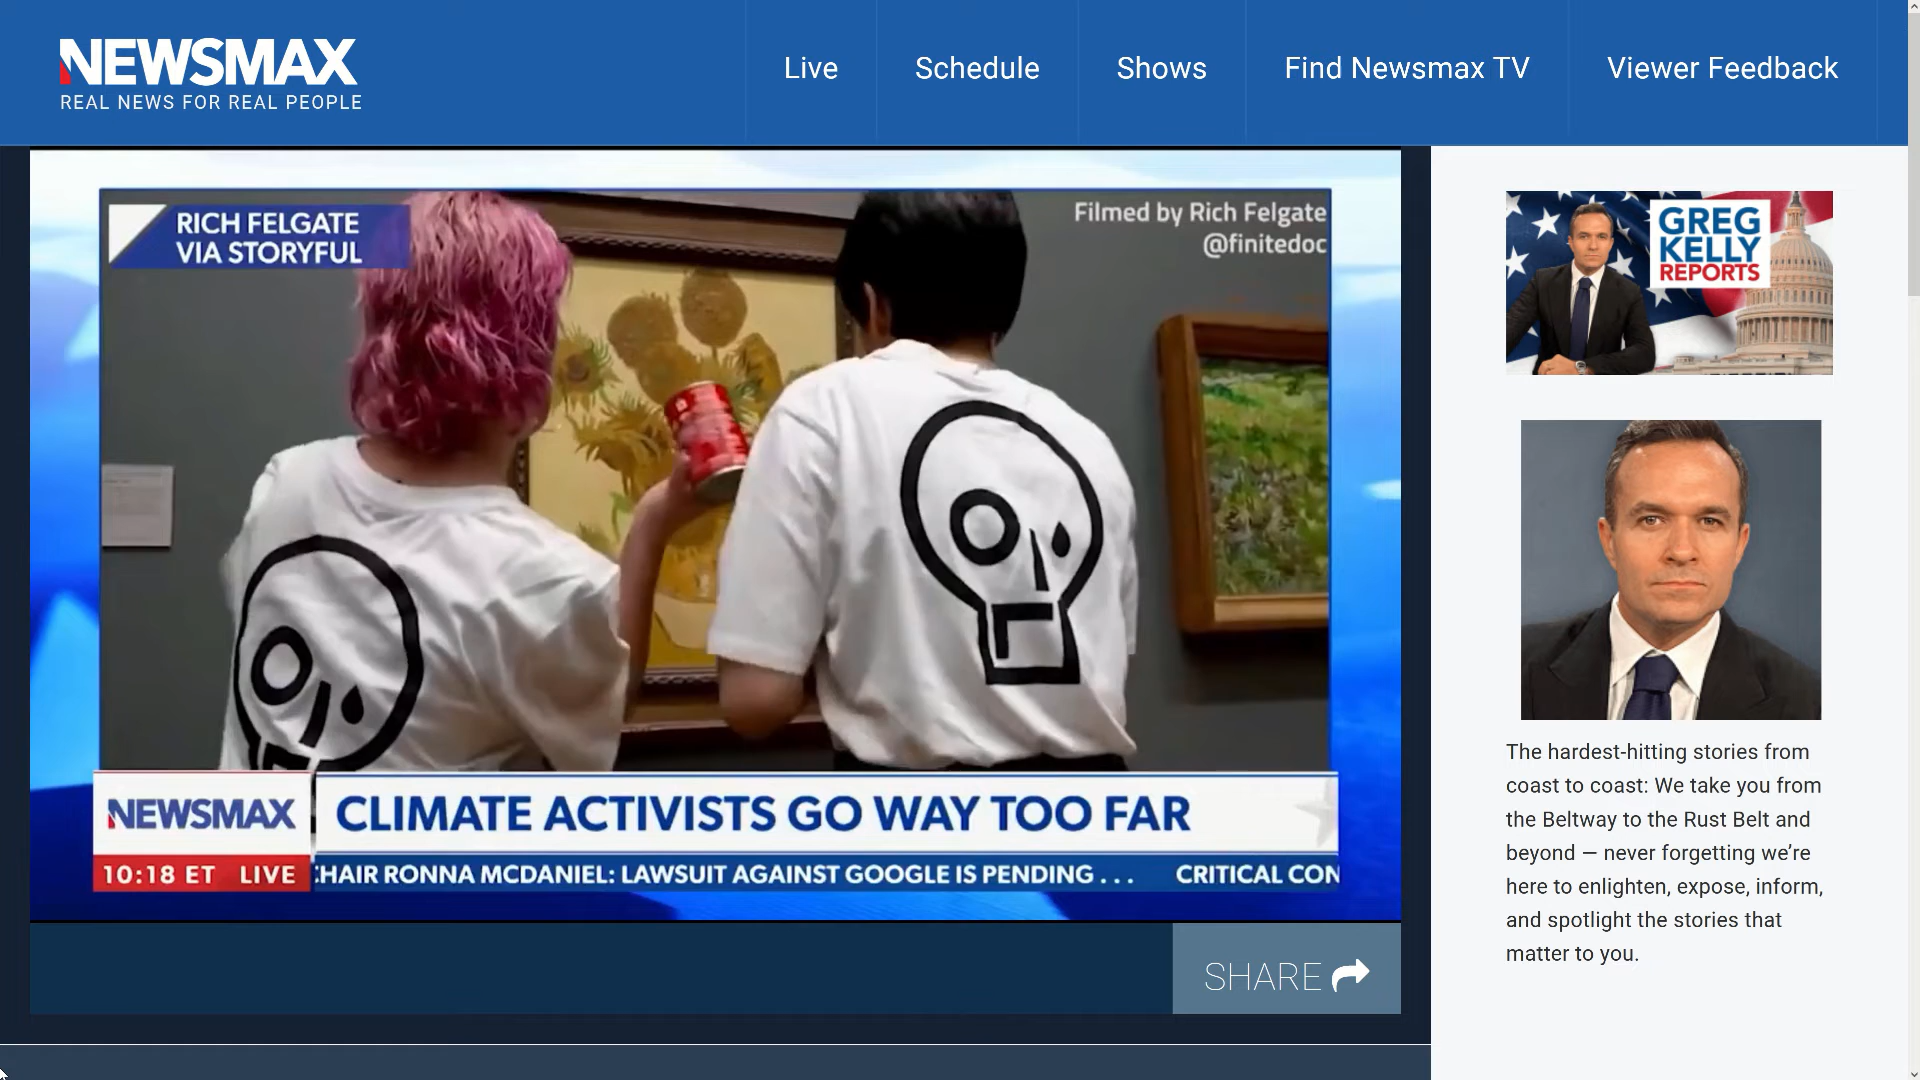 NEWSMAX
REAL NEWS FOR REAL PEOPLE
Live
Schedule
Shows
Find Newsmax TV
Viewer Feedback
RICH FELGATE
VIA STORYFUL
Filmed by Rich Felgate
@finitedoc
NEWSMAX
CLIMATE ACTIVISTS GO WAY TOO FAR
10:18 ET LIVE
CHAIR RONNA MCDANIEL: LAWSUIT AGAINST GOOGLE IS PENDING . . . CRITICAL CON
SHARE
GREG
KELLY
REPORTS
The hardest-hitting stories from
coast to coast: We take you from
the Beltway to the Rust Belt and
beyond — never forgetting we’re
here to enlighten, expose, inform,
and spotlight the stories that
matter to you.